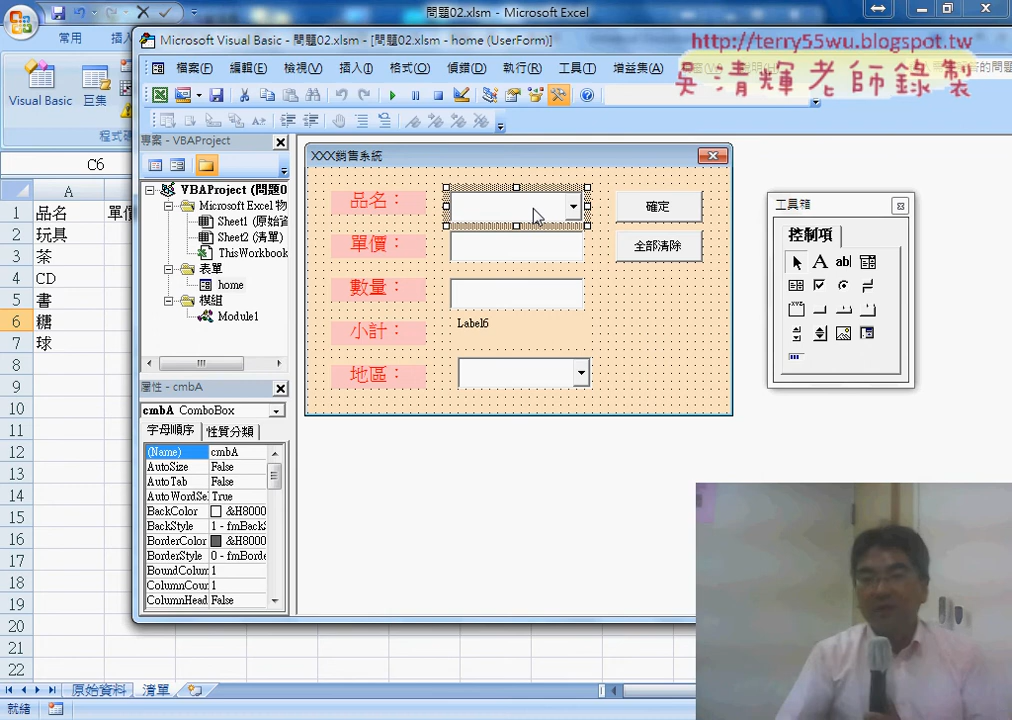 問題02.xlsm - Microsoft Excel
常用
Visual Basic
巨集
程式碼
C6
Microsoft Visual Basic - 問題02.xlsm - [問題02.xlsm - home (UserForm)]
檔案(F) 編輯(E) 檢視(V) 插入(I) 格式(O) 偵錯(D) 執行(R) 工具(T) 增益集(A)
http://terry55wu.blogspot.tw
吳清輝老師錄製
專案 - VBAProject
VBAProject (問題0
Microsoft Excel 物
Sheet1 (原始資
Sheet2 (清單)
ThisWorkbook
表單
home
模組
Module1
屬性 - cmbA
cmbA ComboBox
字母順序 性質分類
(Name) cmbA
AutoSize False
AutoTab False
AutoWordSe True
BackColor &H8000
BackStyle 1 - fmBack
BorderColor &H8000
BorderStyle 0 - fmBorde
BoundColum 1
ColumnCour 1
ColumnHead False
XXX銷售系統
品名：
單價：
數量：
小計：
地區：
Label6
確定
全部清除
工具箱
控制項
A
1 品名 單價
2 玩具
3 茶
4 CD
5 書
6 糖
7 球
8
9
10
11
12
13
14
15
16
17
18
19
20
21
22
原始資料 清單
就緒